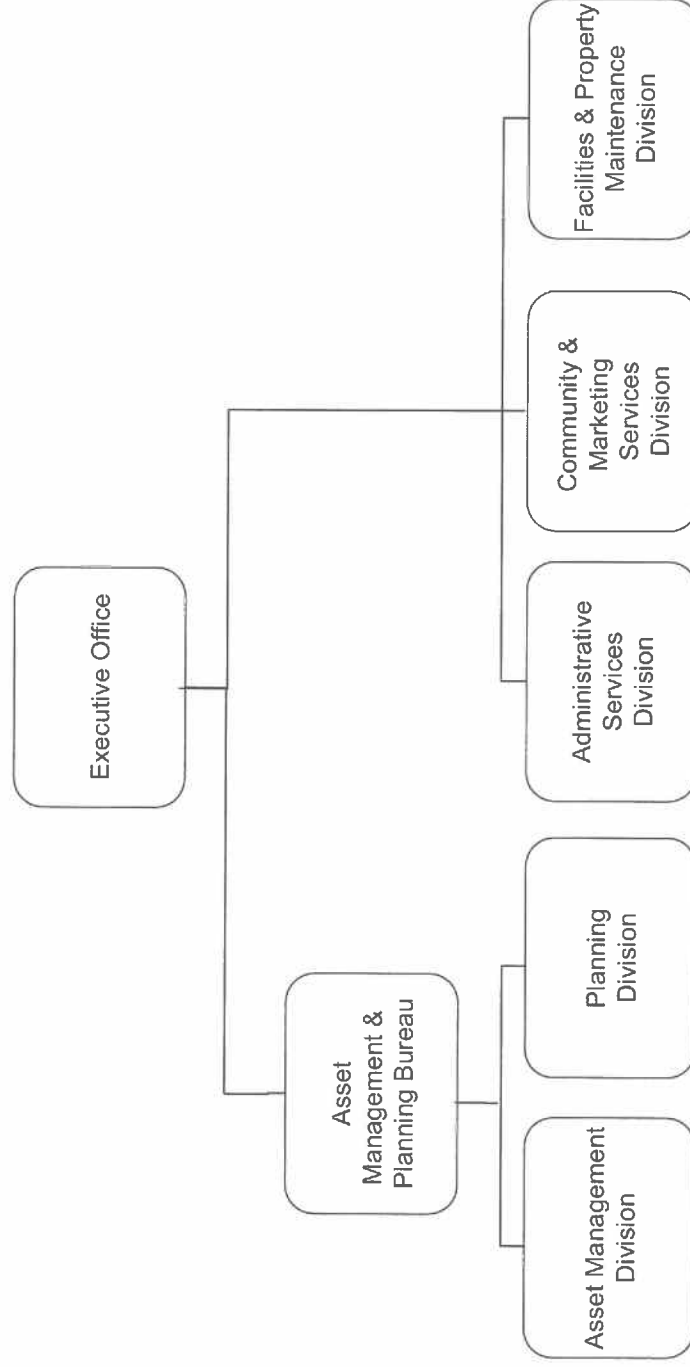 Executive Office
Asset
Management &
Planning Bureau
Asset Management
Division
Planning
Division
Administrative
Services
Division
Community &
Marketing
Services
Division
Facilities & Property
Maintenance
Division